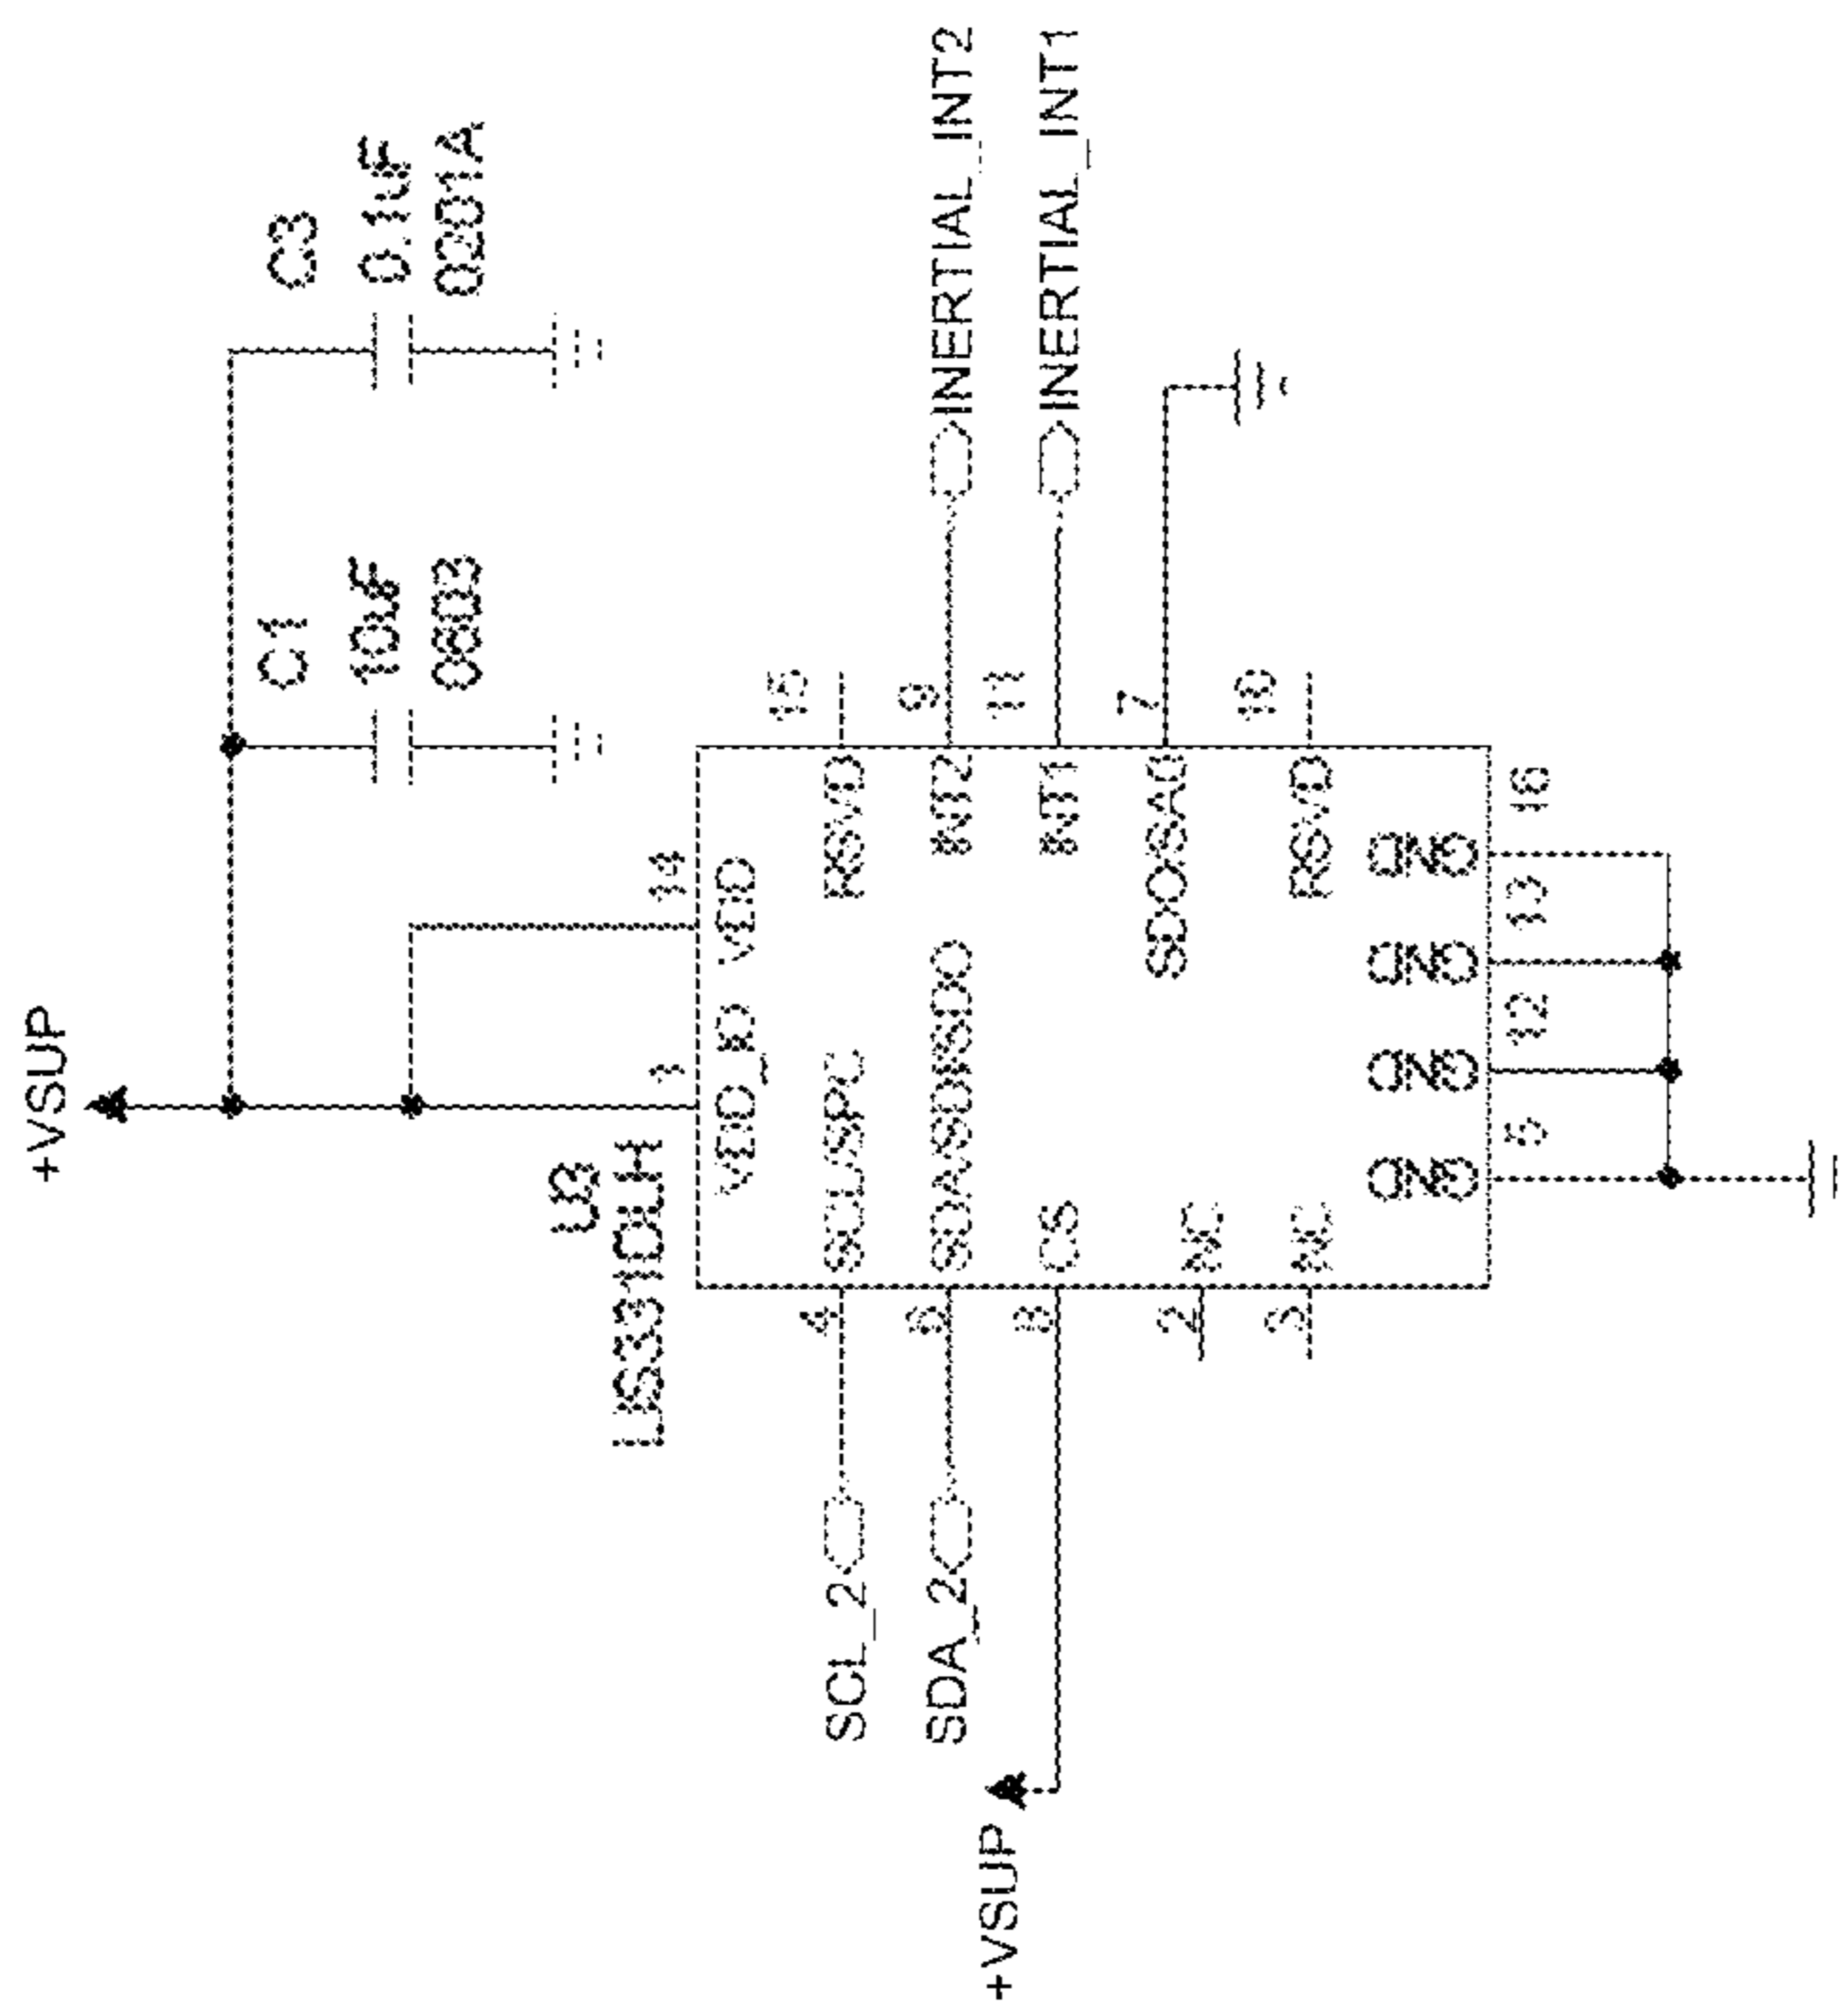 +VSUP
C1
10uF
0603
C3
0.1uF
0201A
U3
LIS331DLH
1
14
VDD_IO VDD
SCL_2
4
SCL/SPC
RSVD
15
SDA_2
6
SDA/SDI/SDO
INT2
9
INERTIAL_INT2
+VSUP
8
CS
INT1
11
INERTIAL_INT1
SDO/SA0
7
2
NC
3
NC
RSVD
10
GND
GND
GND
GND
5
12
13
16